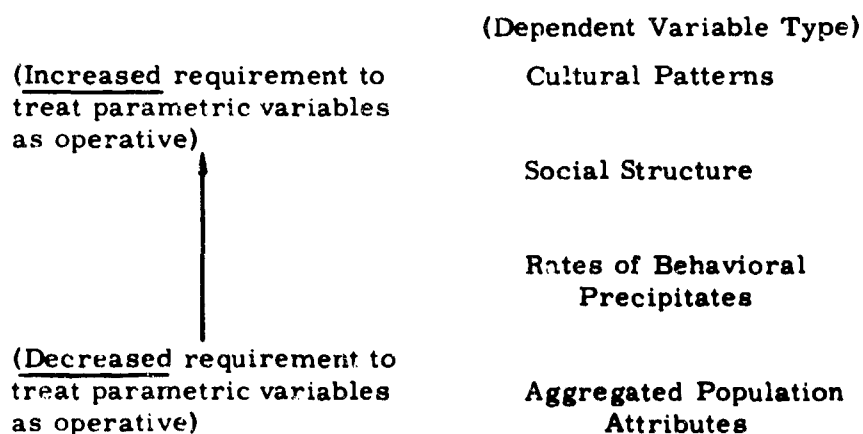 (Dependent Variable Type)
(Increased requirement to
treat parametric variables
as operative)
Cultural Patterns
Social Structure
Rates of Behavioral
Precipitates
(Decreased requirement to
treat parametric variables
as operative)
Aggregated Population
Attributes